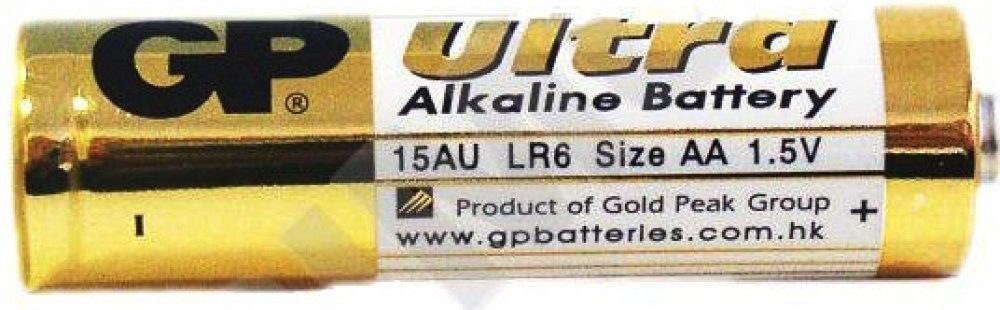 GP®
Ultra
Alkaline Battery
15AU LR6 Size AA 1.5V
Product of Gold Peak Group
www.gpbatteries.com.hk
- +